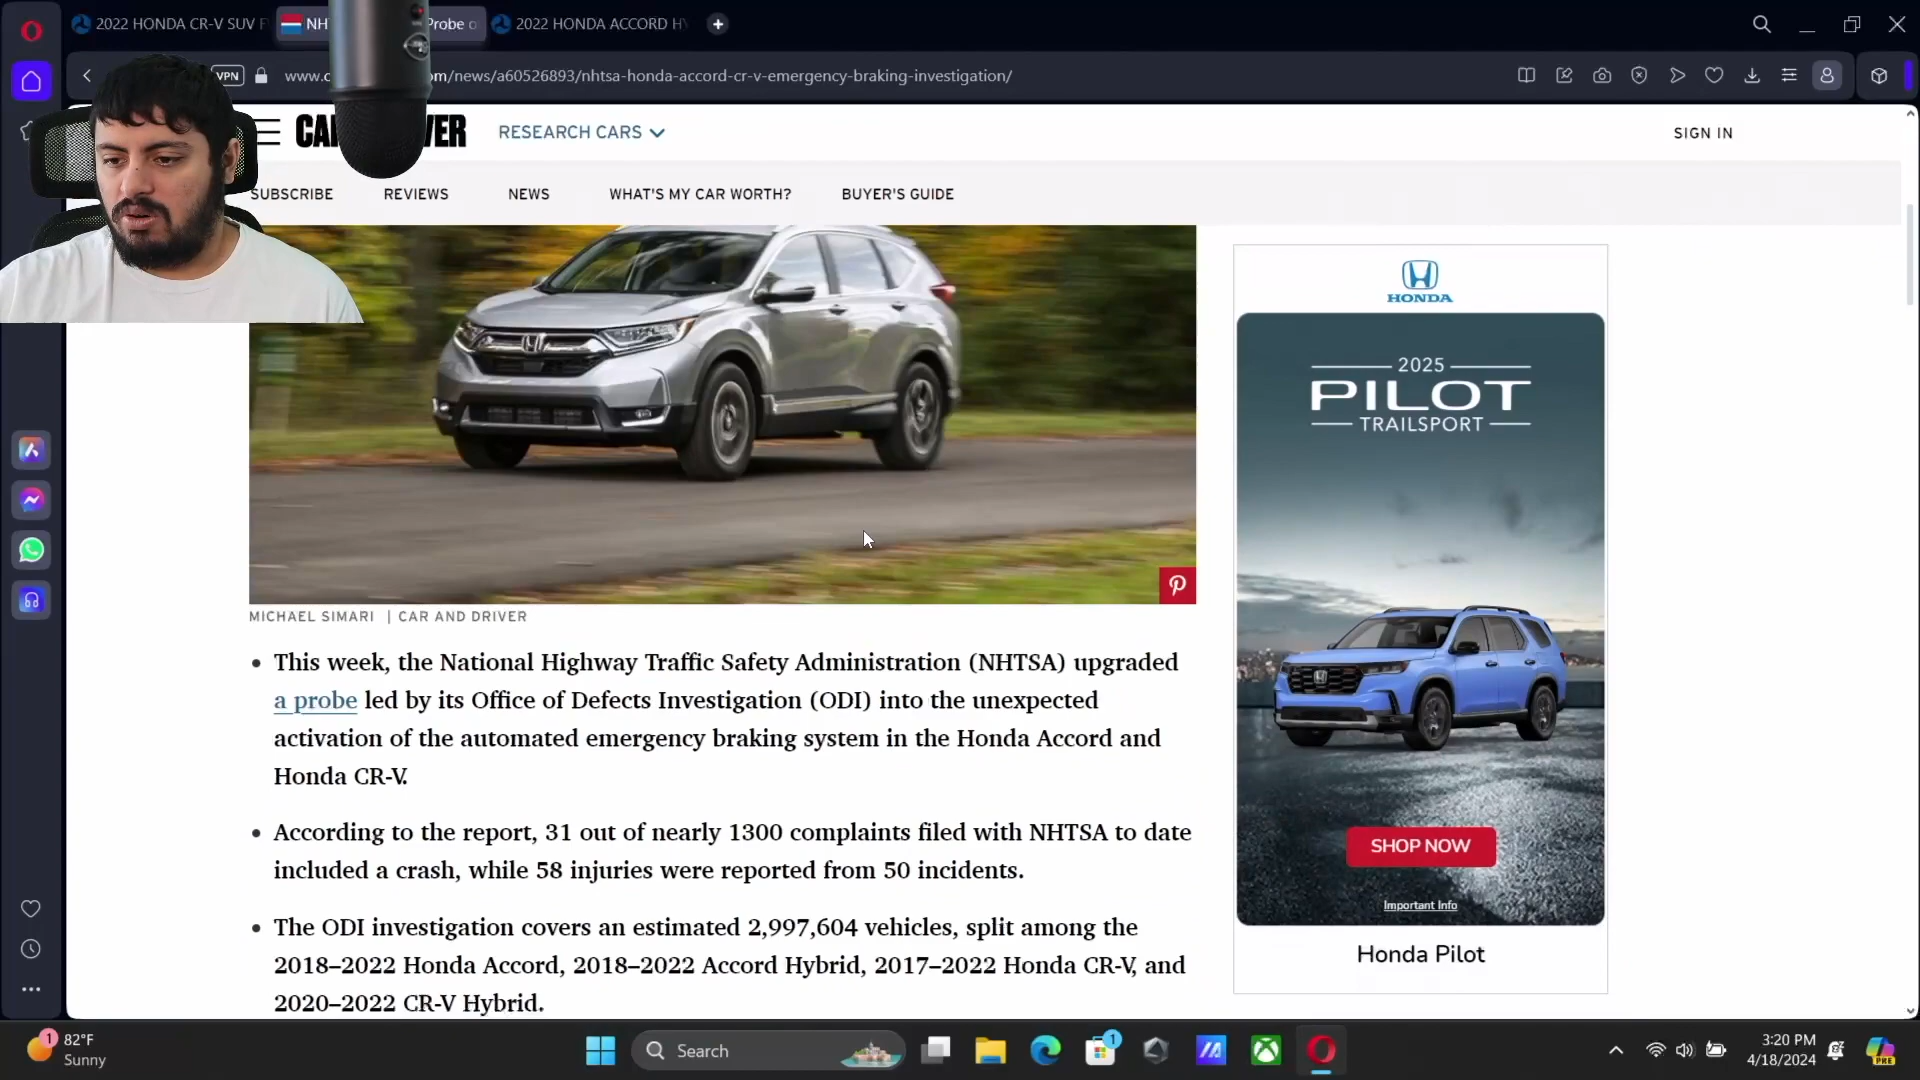 2022 HONDA CR-V SUV F
NH
Probe o
2022 HONDA ACCORD HY
VPN
www.c
m/news/a60526893/nhtsa-honda-accord-cr-v-emergency-braking-investigation/
RESEARCH CARS
SIGN IN
SUBSCRIBE
REVIEWS
NEWS
WHAT'S MY CAR WORTH?
BUYER'S GUIDE
MICHAEL SIMARI | CAR AND DRIVER
• This week, the National Highway Traffic Safety Administration (NHTSA) upgraded
a probe led by its Office of Defects Investigation (ODI) into the unexpected
activation of the automated emergency braking system in the Honda Accord and
Honda CR-V.
• According to the report, 31 out of nearly 1300 complaints filed with NHTSA to date
included a crash, while 58 injuries were reported from 50 incidents.
• The ODI investigation covers an estimated 2,997,604 vehicles, split among the
2018–2022 Honda Accord, 2018–2022 Accord Hybrid, 2017–2022 Honda CR-V, and
2020–2022 CR-V Hybrid.
HONDA
2025
PILOT
TRAILSPORT
SHOP NOW
Important Info
Honda Pilot
1
82°F
Sunny
Search
1
3:20 PM
4/18/2024
PRE